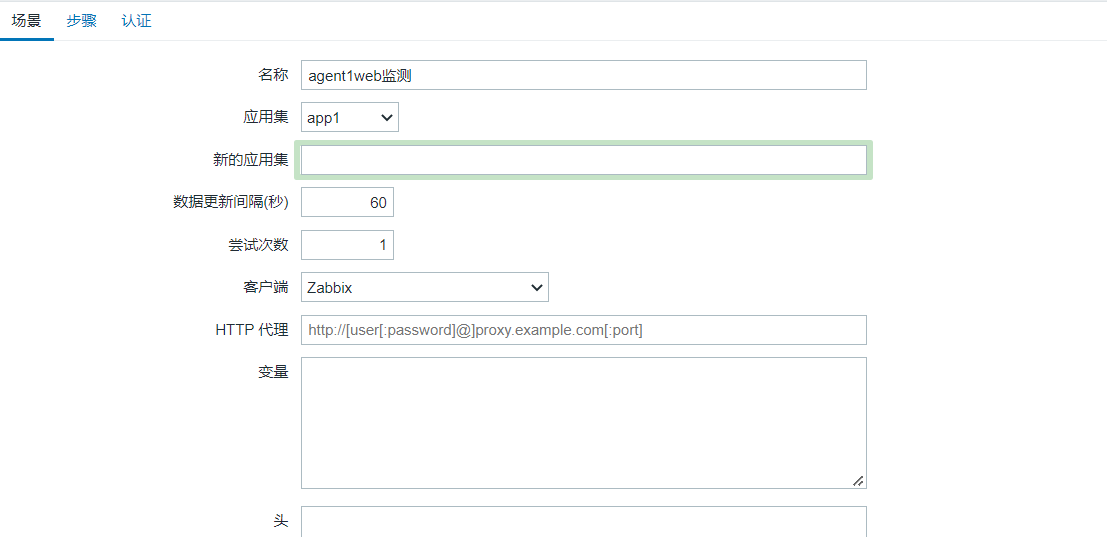 场景 步骤 认证
名称 agent1web监测
应用集 app1
新的应用集
数据更新间隔(秒) 60
尝试次数 1
客户端 Zabbix
HTTP 代理 http://[user[:password]@]proxy.example.com[:port]
变量
头